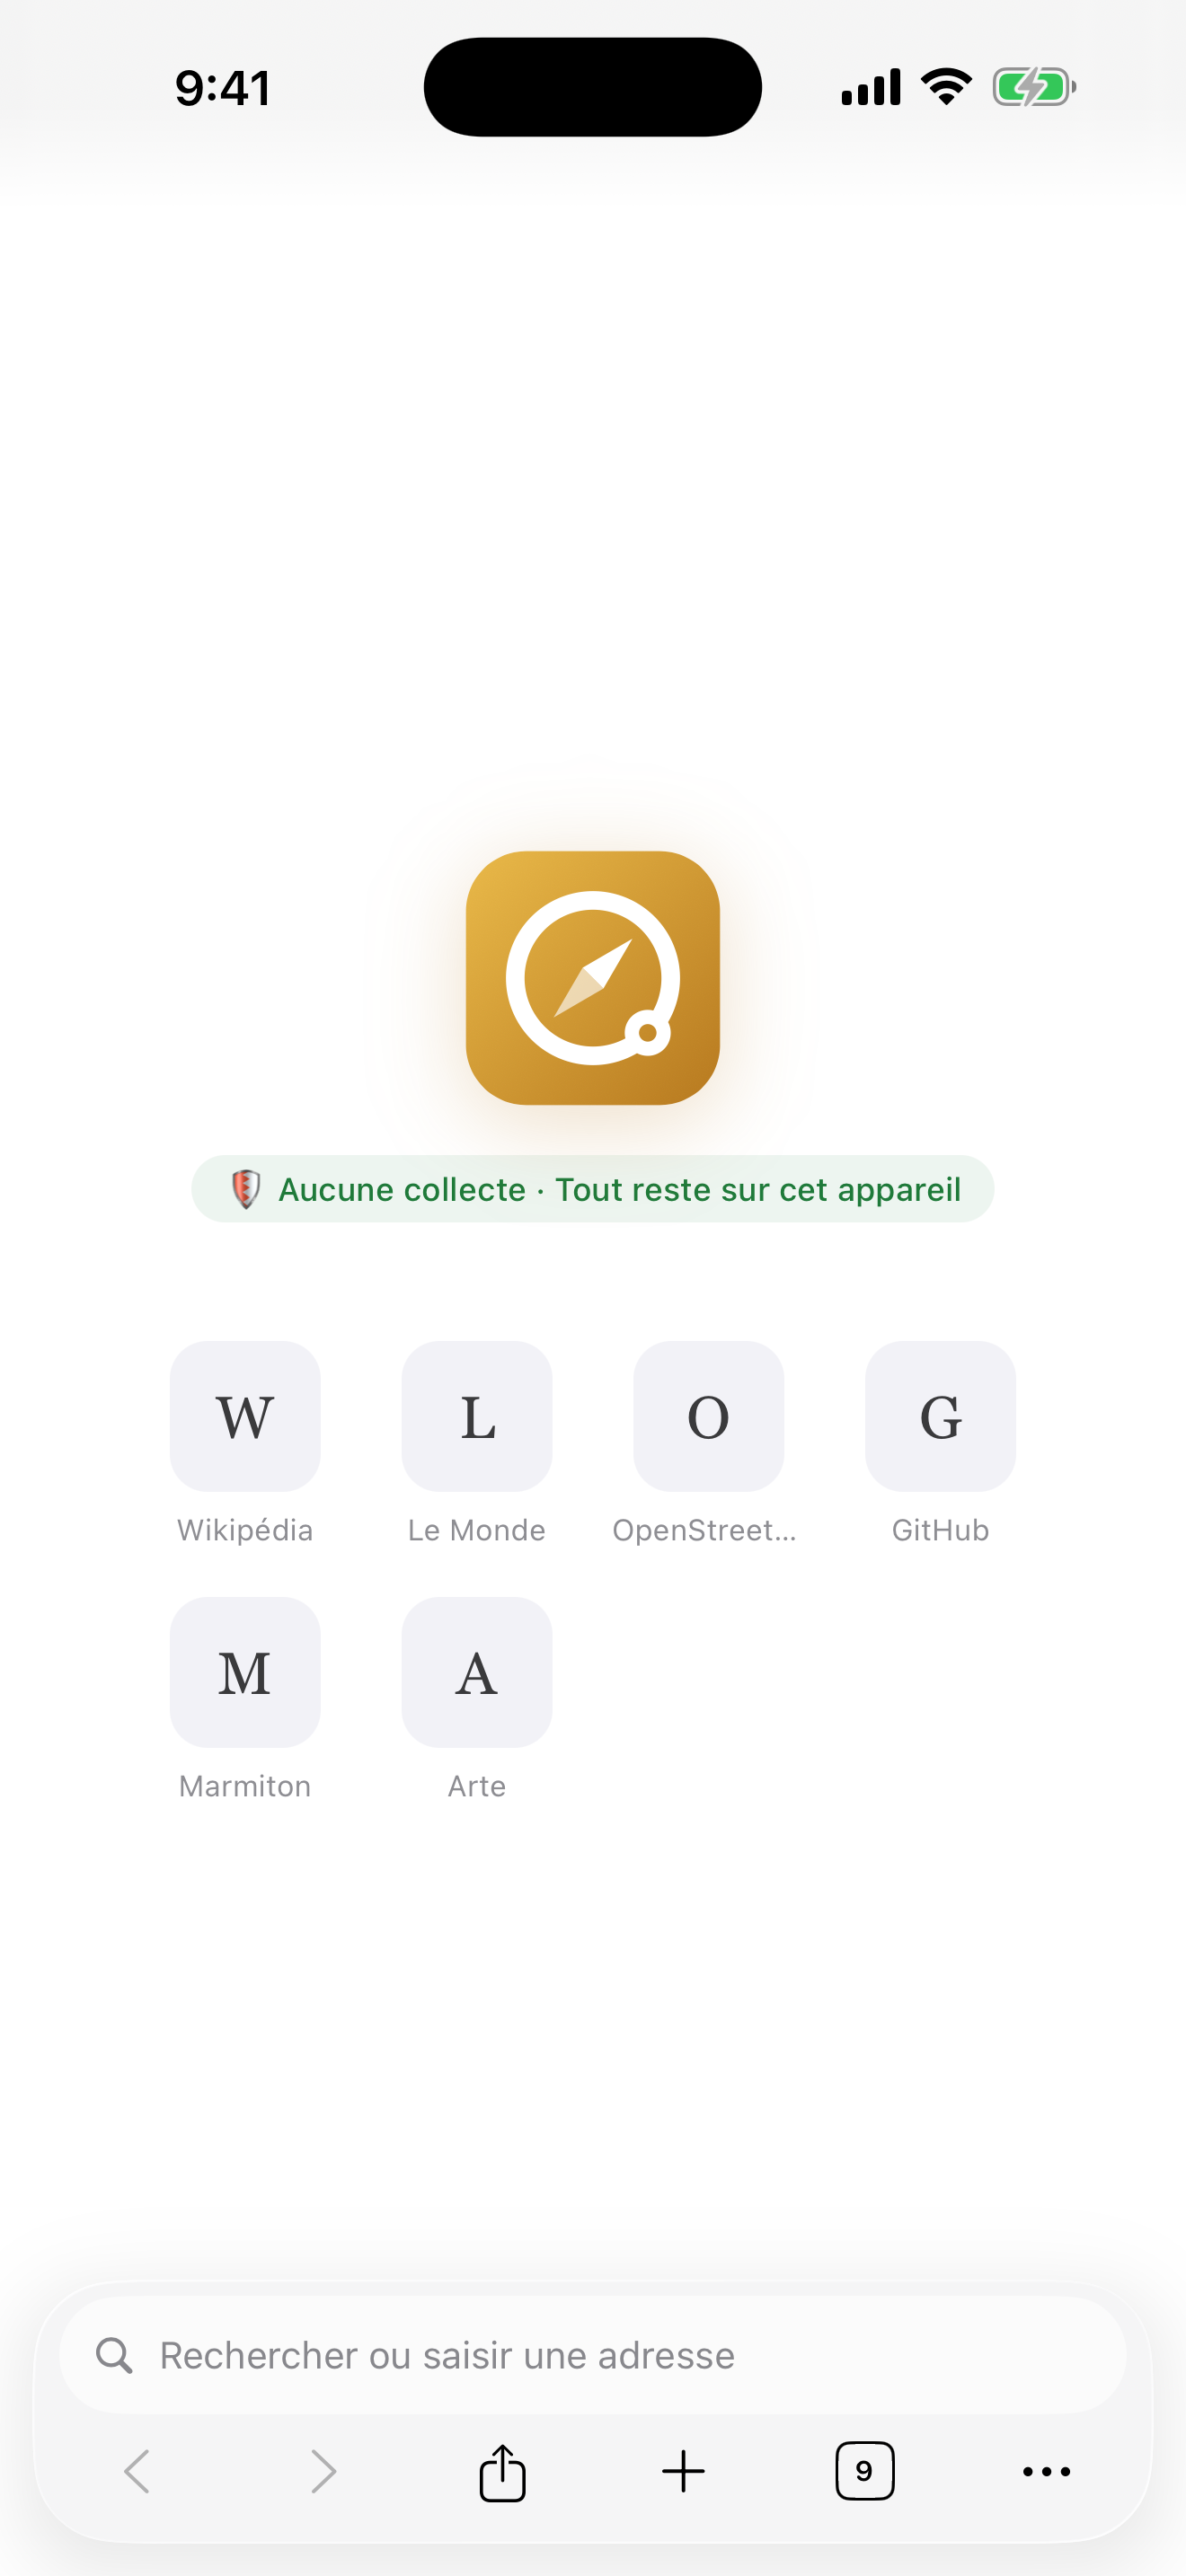 9:41
Aucune collecte · Tout reste sur cet appareil
W
L
O
G
Wikipédia
Le Monde
OpenStreet...
GitHub
M
A
Marmiton
Arte
Rechercher ou saisir une adresse
9